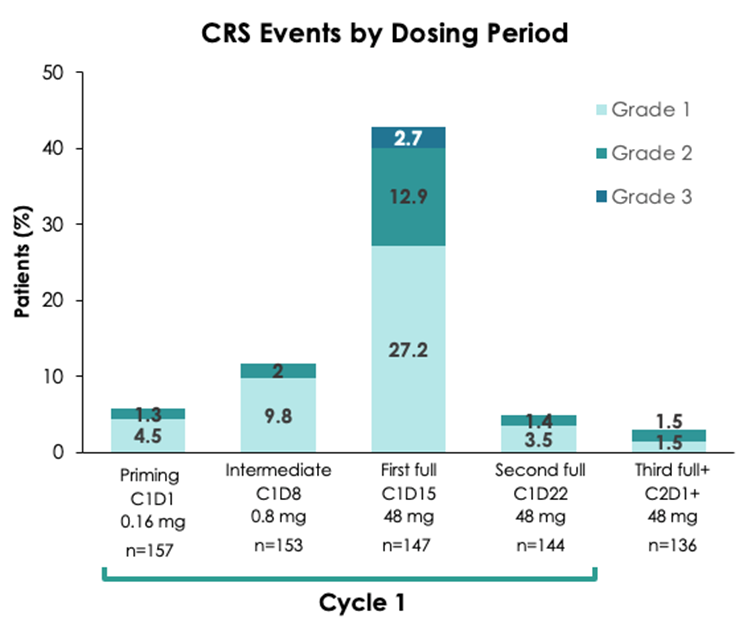 CRS Events by Dosing Period
50
40
30
20
10
0
Patients (%)
Grade 1
Grade 2
Grade 3
1.3
4.5
2
9.8
2.7
12.9
27.2
1.4
3.5
1.5
1.5
Priming
C1D1
0.16 mg
n=157
Intermediate
C1D8
0.8 mg
n=153
First full
C1D15
48 mg
n=147
Second full
C1D22
48 mg
n=144
Third full+
C2D1+
48 mg
n=136
Cycle 1